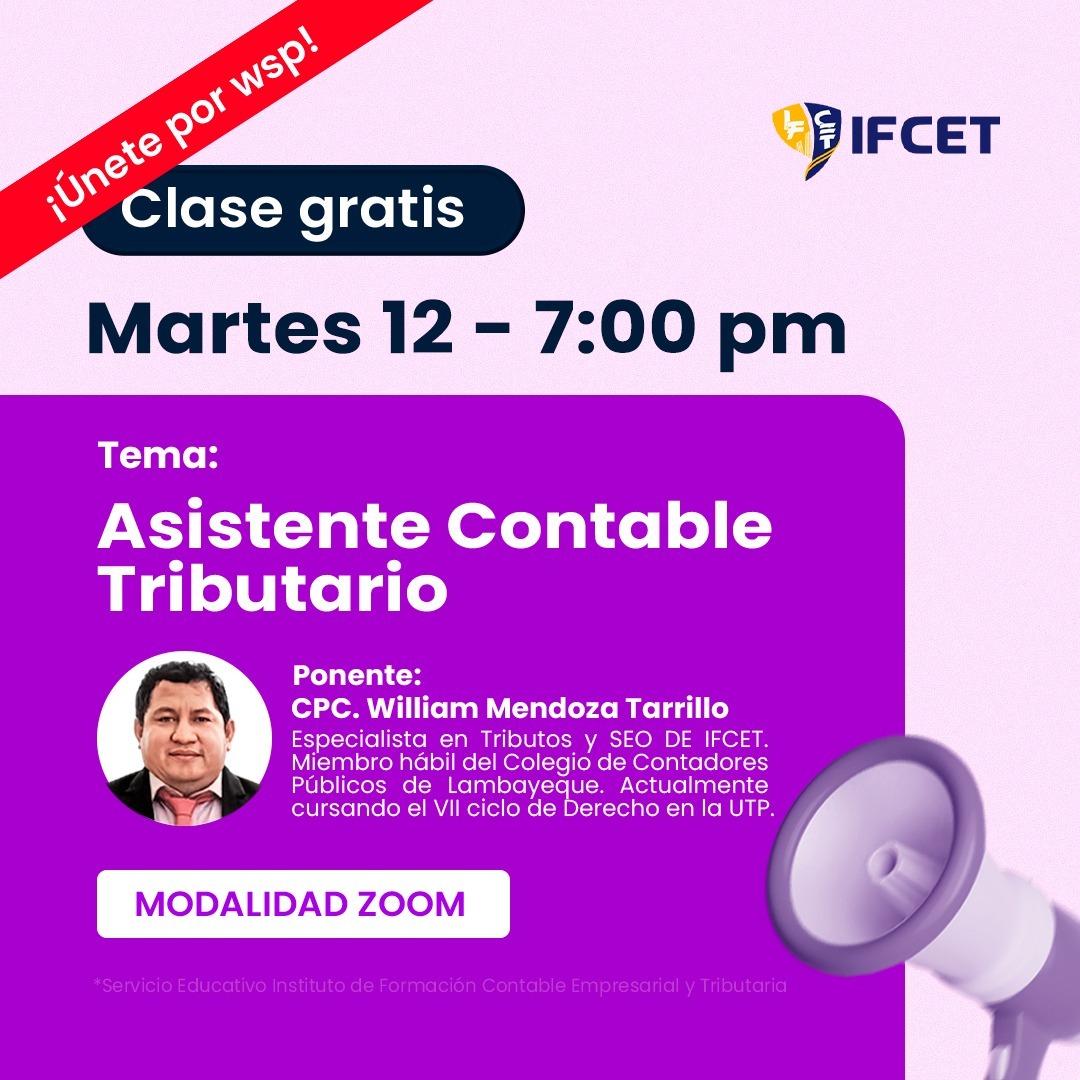 ¡Únete por wsp!
IF
CET
IFCET
Clase gratis
Martes 12 - 7:00 pm
Tema:
Asistente Contable
Tributario
Ponente:
CPC. William Mendoza Tarrillo
Especialista en Tributos y SEO DE IFCET.
Miembro hábil del Colegio de Contadores
Públicos de Lambayeque. Actualmente
cursando el VII ciclo de Derecho en la UTP.
MODALIDAD ZOOM
*Servicio Educativo Instituto de Formación Contable Empresarial y Tributaria